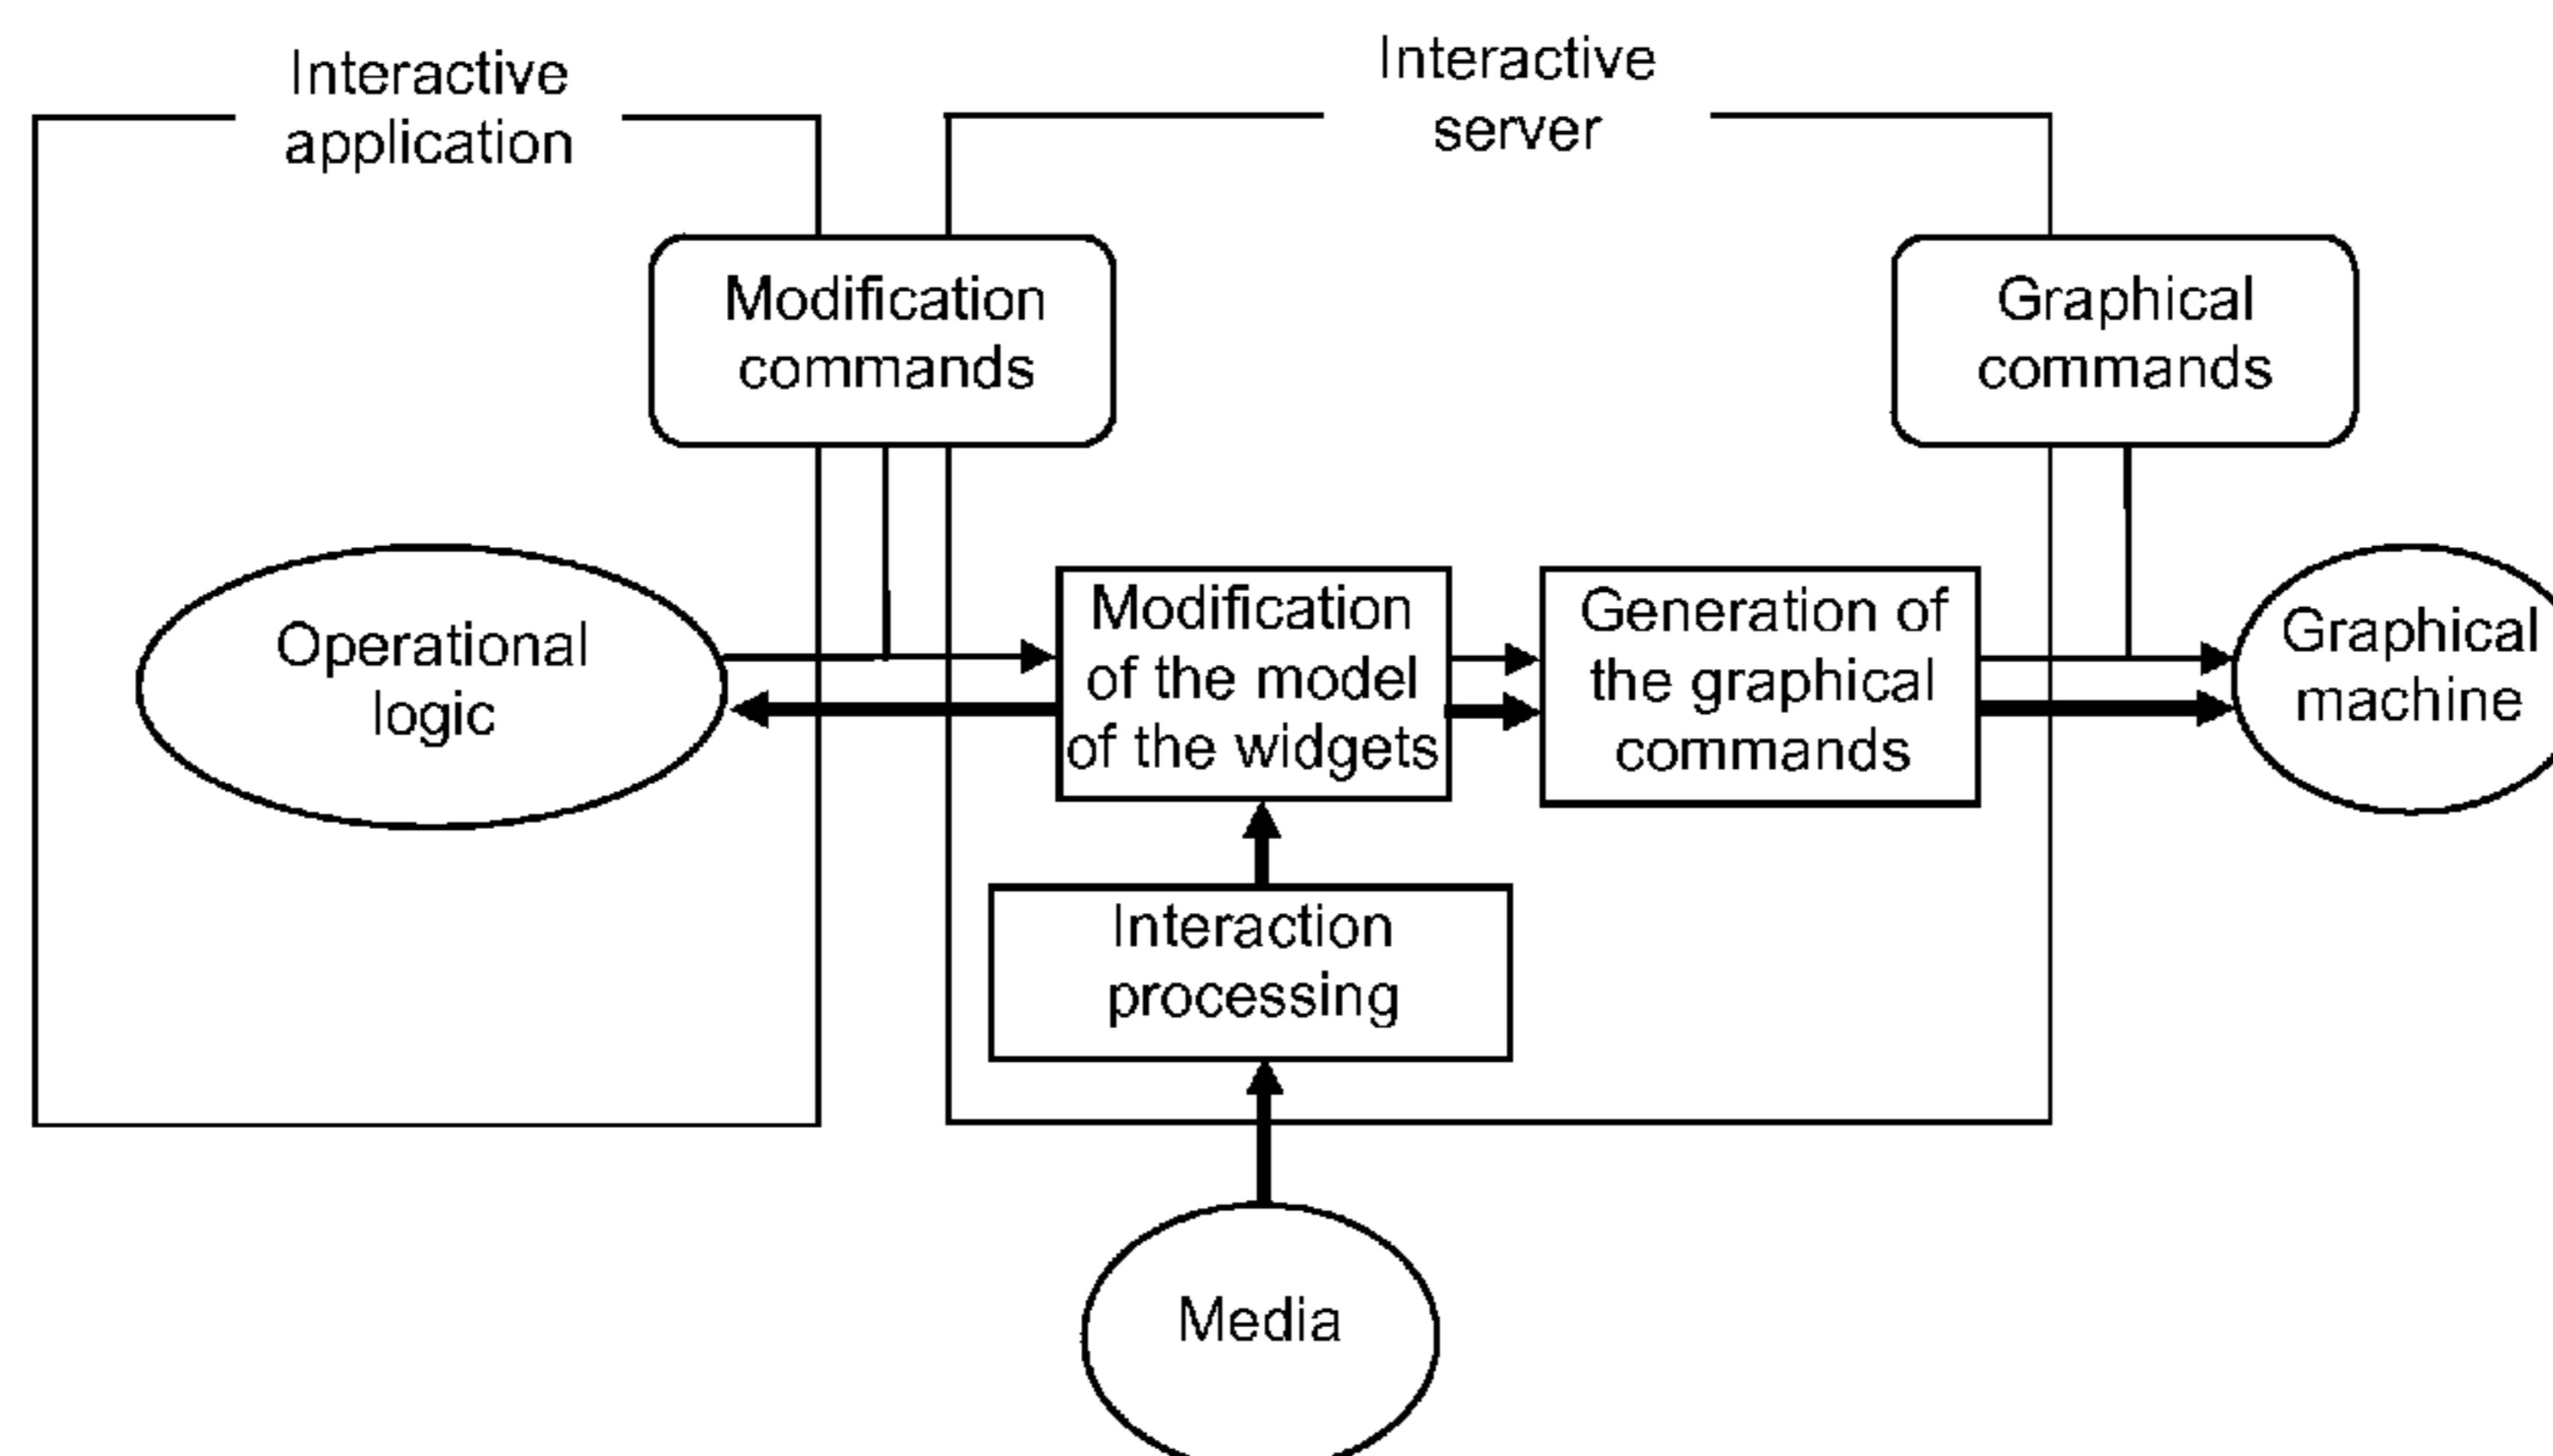 Interactive
application
Interactive
server
Modification
commands
Graphical
commands
Operational
logic
Modification
of the model
of the widgets
Generation of
the graphical
commands
Graphical
machine
Interaction
processing
Media